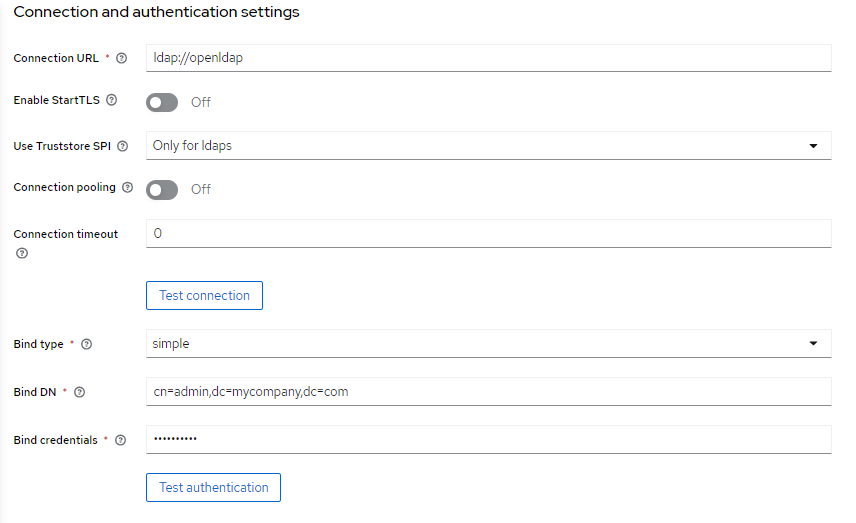 Connection and authentication settings
Connection URL * ldap://openldap
Enable StartTLS Off
Use Truststore SPI Only for ldaps
Connection pooling Off
Connection timeout 0
Test connection
Bind type * simple
Bind DN * cn=admin,dc=mycompany,dc=com
Bind credentials * ••••••••••
Test authentication